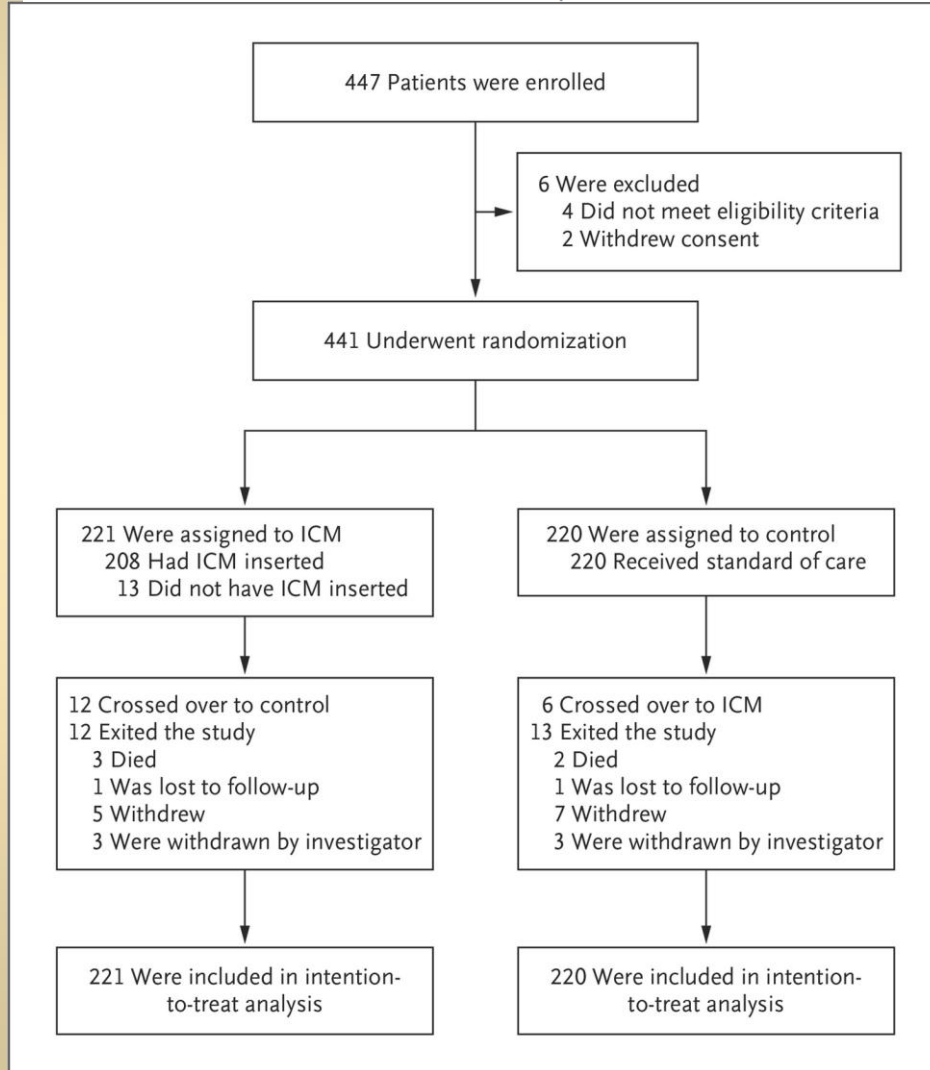 447 Patients were enrolled
6 Were excluded
4 Did not meet eligibility criteria
2 Withdrew consent
441 Underwent randomization
221 Were assigned to ICM
208 Had ICM inserted
13 Did not have ICM inserted
220 Were assigned to control
220 Received standard of care
12 Crossed over to control
12 Exited the study
3 Died
1 Was lost to follow-up
5 Withdrew
3 Were withdrawn by investigator
6 Crossed over to ICM
13 Exited the study
2 Died
1 Was lost to follow-up
7 Withdrew
3 Were withdrawn by investigator
221 Were included in intention-
to-treat analysis
220 Were included in intention-
to-treat analysis